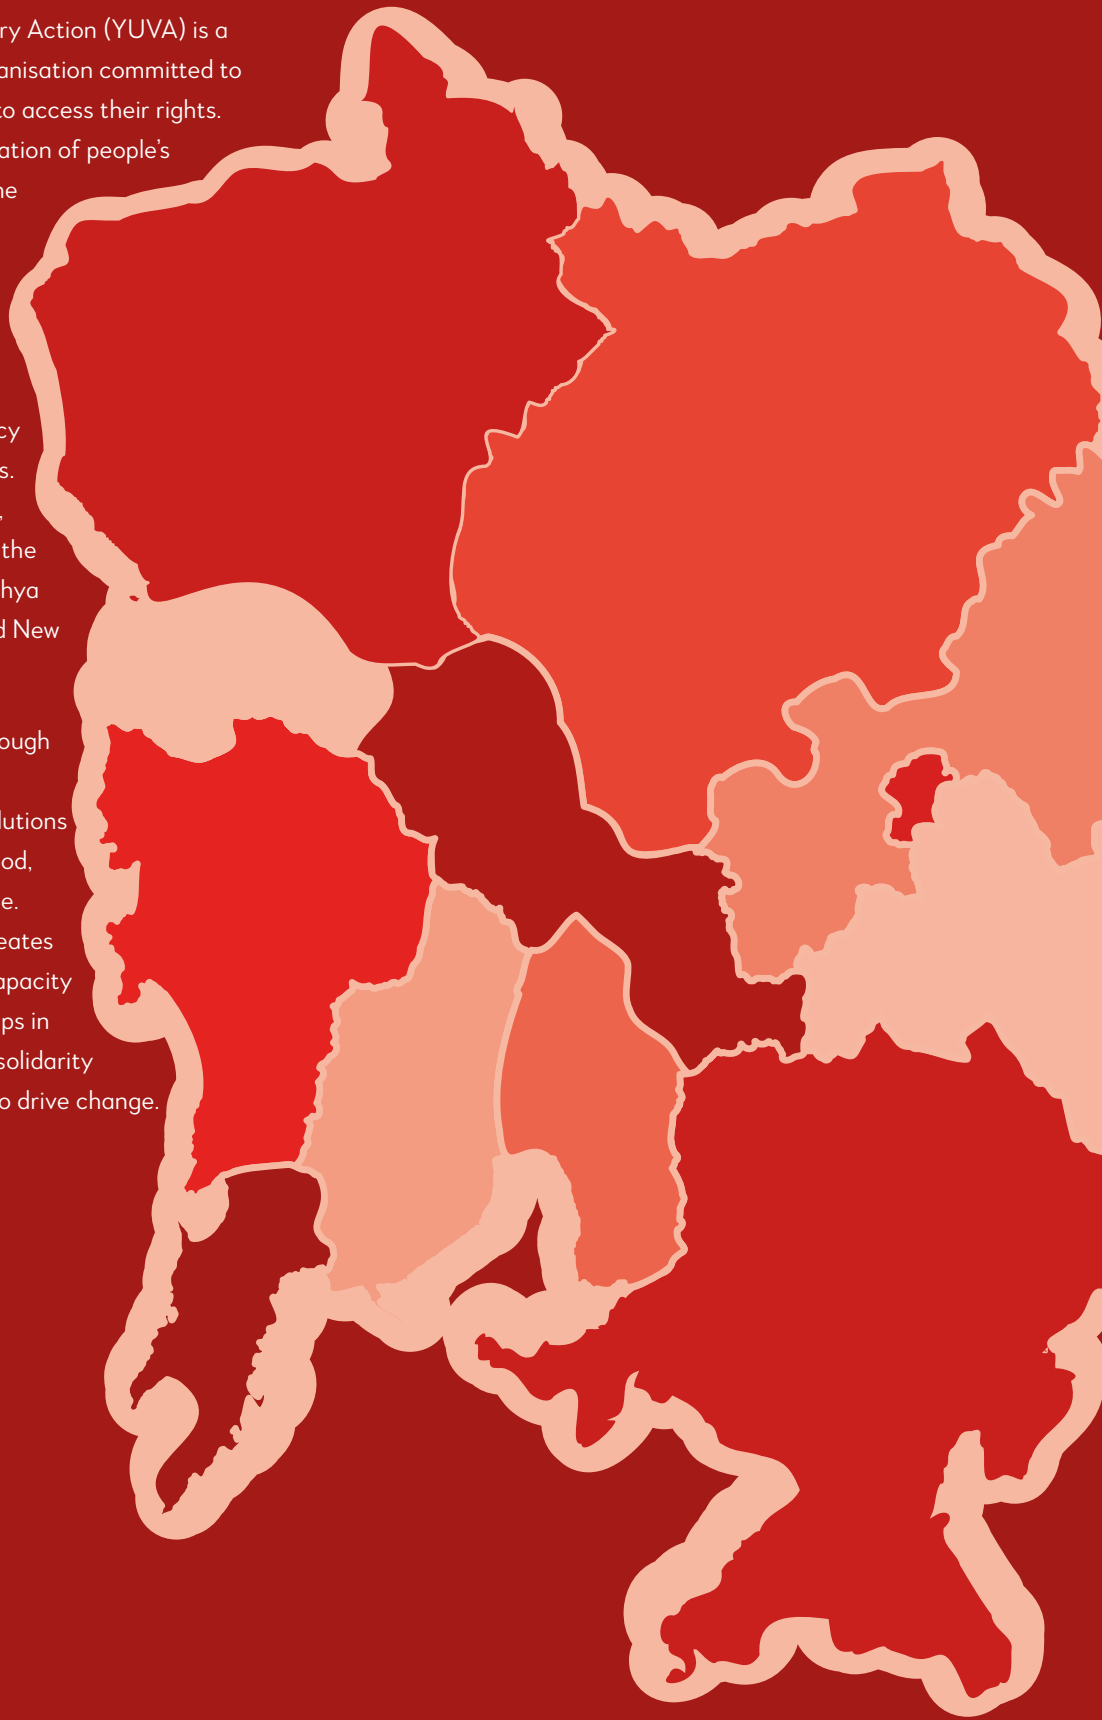 ry Action (YUVA) is a
anisation committed to
to access their rights.
ation of people's
ne
cy
s.
,
the
hya
d New
ough
lutions
od,
e.
eates
apacity
ps in
solidarity
o drive change.